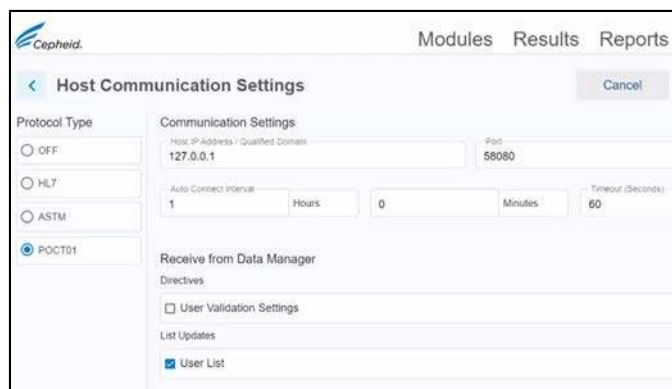 Cepheid.
Modules Results Reports
Host Communication Settings
Cancel
Protocol Type
OFF
HL7
ASTM
POCT01
Communication Settings
Host IP Address / Qualified Domain
127.0.0.1
Port
58080
Auto Connect Interval
1 Hours 0 Minutes
Timeout (Seconds)
60
Receive from Data Manager
Directives
User Validation Settings
List Updates
User List